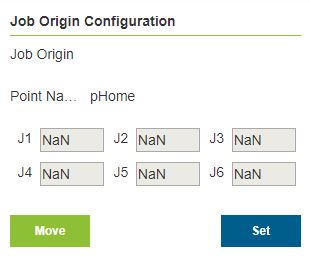 Job Origin Configuration
Job Origin
Point Na... pHome
J1 NaN J2 NaN J3 NaN
J4 NaN J5 NaN J6 NaN
Move Set